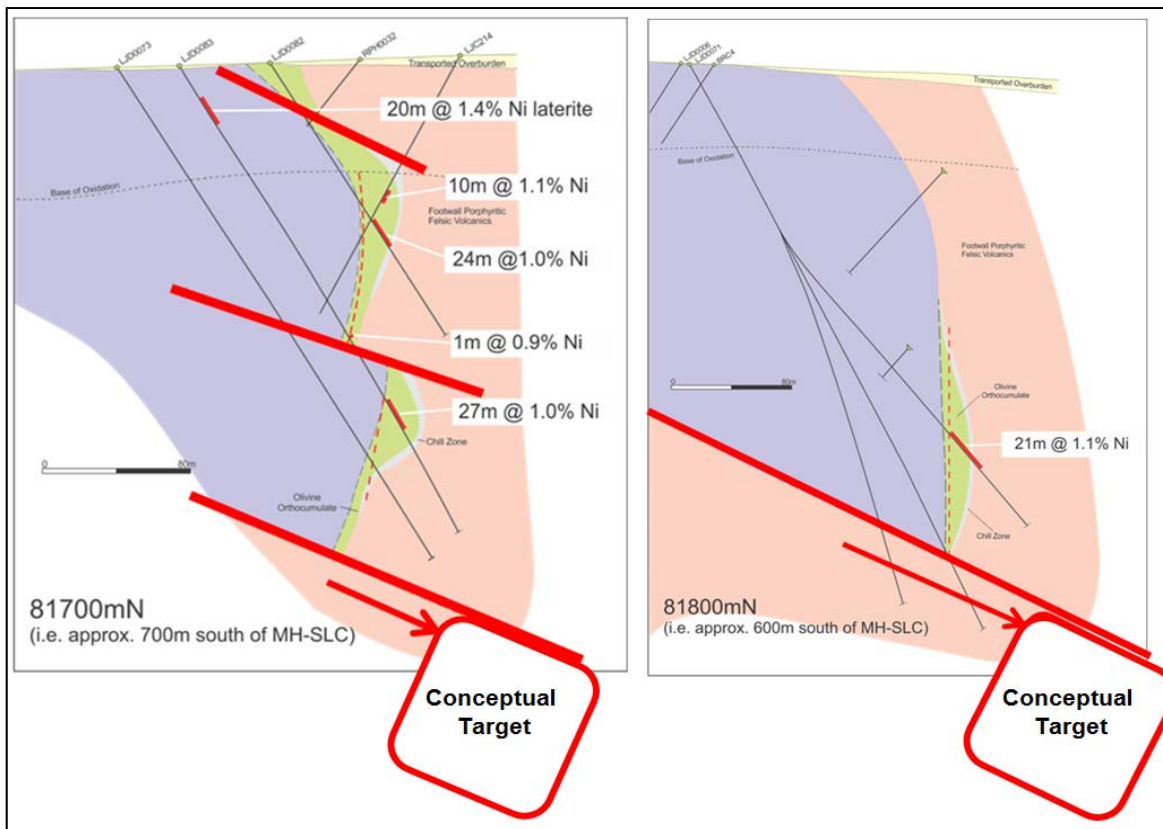 LJD0073
LJD0083
LJD0082
RPH0032
LJC214
Transported Overburden
20m @ 1.4% Ni laterite
Base of Oxidation
10m @ 1.1% Ni
Footwall Porphyritic
Felsic Volcanics
24m @1.0% Ni
1m @ 0.9% Ni
27m @ 1.0% Ni
Chill Zone
0
80m
Olivine
Orthocumulate
81700mN
(i.e. approx. 700m south of MH-SLC)
Conceptual
Target
LJD0006
LJD0071
BRC4
Transported Overburden
Base of Oxidation
Footwall Porphyritic
Felsic Volcanics
0
80m
Olivine
Orthocumulate
21m @ 1.1% Ni
Chill Zone
81800mN
(i.e. approx. 600m south of MH-SLC)
Conceptual
Target